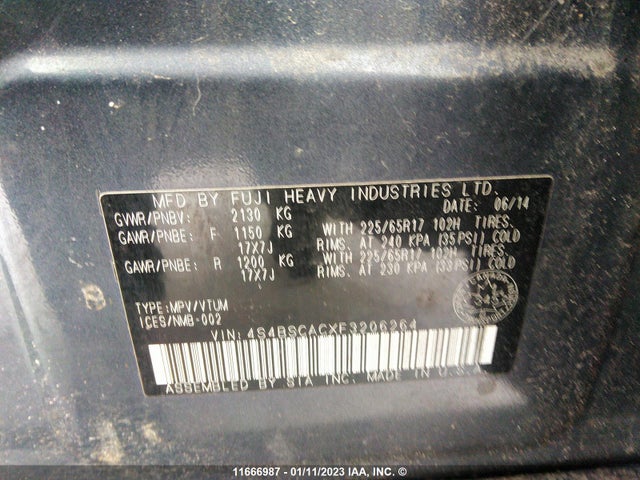 MFD BY FUJI HEAVY INDUSTRIES LTD.
DATE: 06/14
GVWR/PNBV: 2130 KG
GAWR/PNBE: F 1150 KG WITH 225/65R17 102H TIRES,
17X7J RIMS, AT 240 KPA (35PSI) COLD
GAWR/PNBE: R 1200 KG WITH 225/65R17 102H TIRES,
17X7J RIMS, AT 230 KPA (33PSI) COLD
TYPE:MPV/VTUM
ICES/NMB-002
VIN:4S4BSCACXF3206264
ASSEMBLED BY SIA INC. MADE IN U.S.A.
11666987 - 01/11/2023 IAA, INC. ©